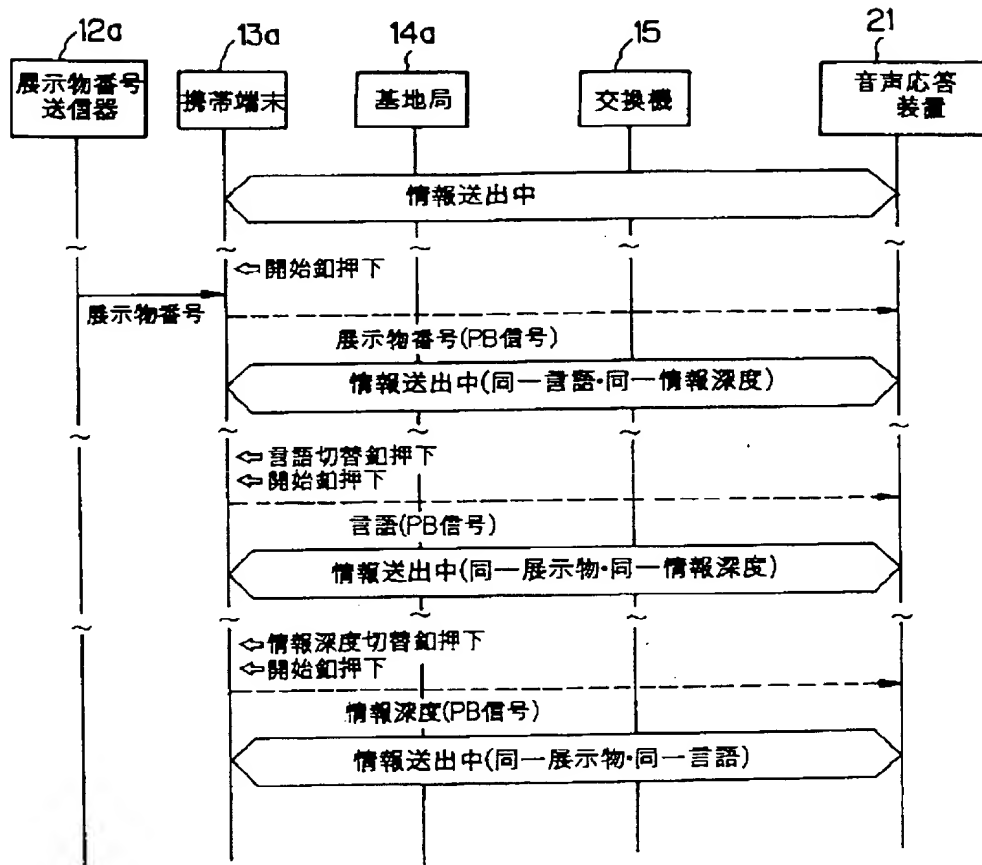 12a
13a
14a
15
21
展示物番号
送信器
携帯端末
基地局
交換機
音声応答
装置
情報送出中
⇦開始釦押下
展示物番号
展示物番号(PB信号)
情報送出中(同一言語・同一情報深度)
⇦言語切替釦押下
⇦開始釦押下
言語(PB信号)
情報送出中(同一展示物・同一情報深度)
⇦情報深度切替釦押下
⇦開始釦押下
情報深度(PB信号)
情報送出中(同一展示物・同一言語)